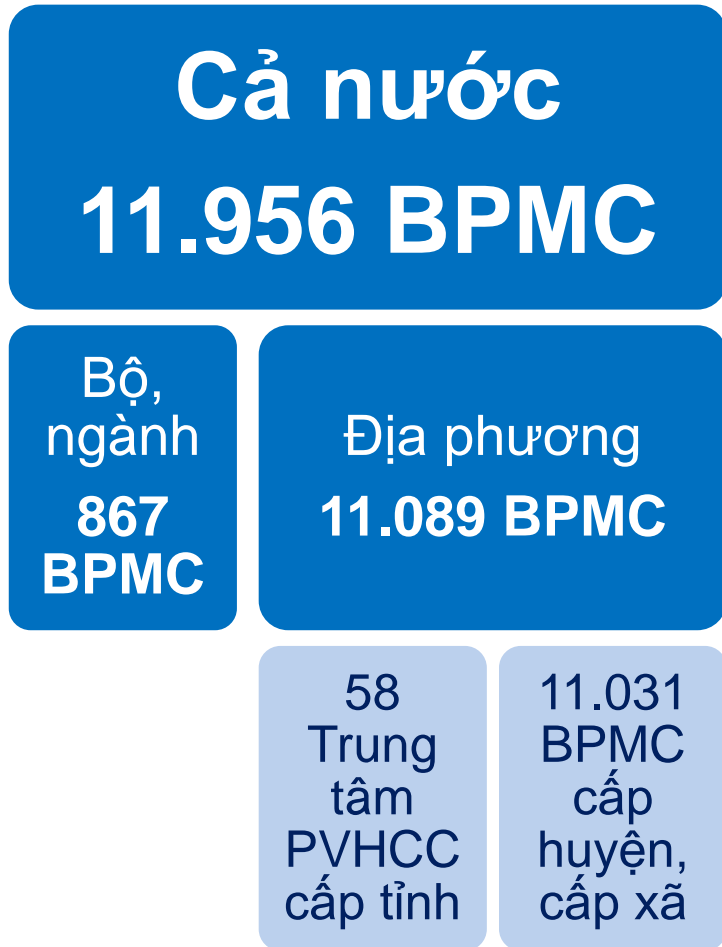 Cả nước
11.956 BPMC
Bộ,
ngành
867
BPMC
Địa phương
11.089 BPMC
58
Trung
tâm
PVHCC
cấp tỉnh
11.031
BPMC
cấp
huyện,
cấp xã